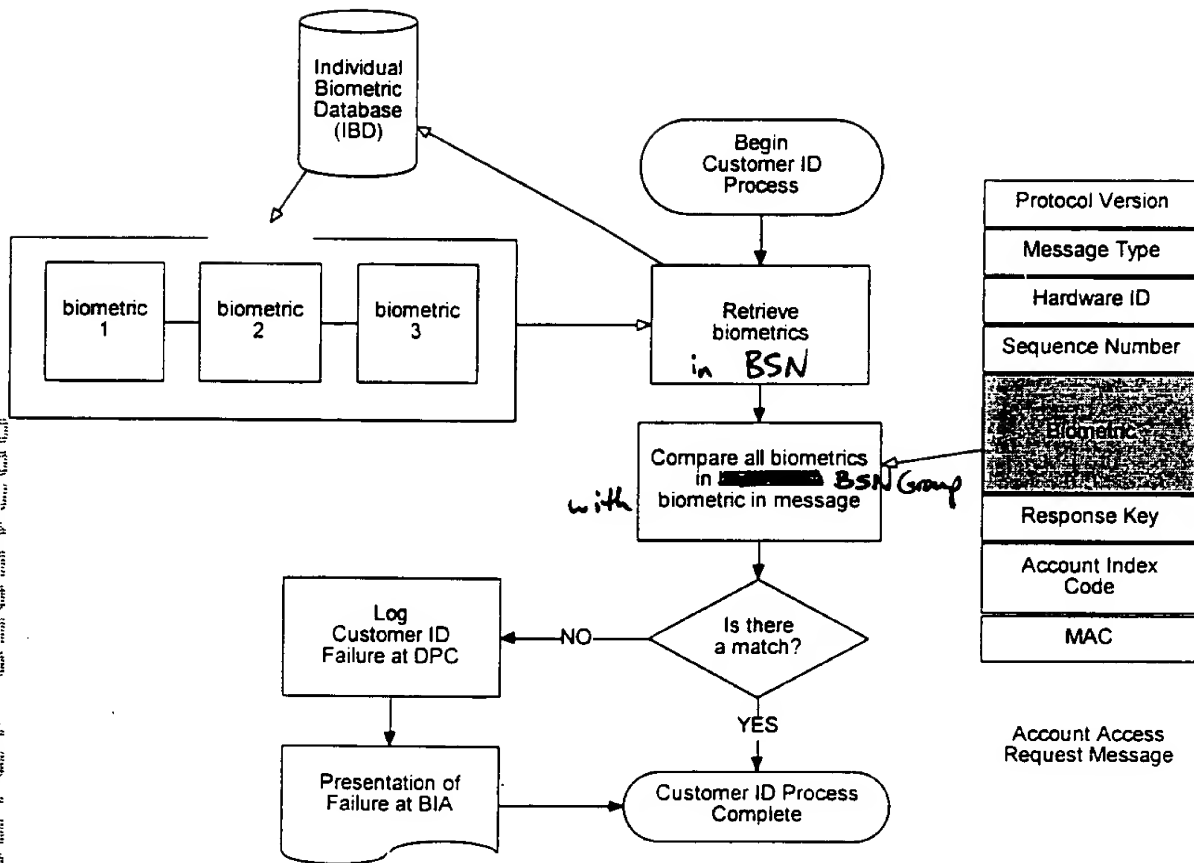 Individual
Biometric
Database
(IBD)
Begin
Customer ID
Process
biometric
1
biometric
2
biometric
3
Retrieve
biometrics
in BSN
Compare all biometrics
in BSN Group
with biometric in message
Is there
a match?
NO
YES
Log
Customer ID
Failure at DPC
Presentation of
Failure at BIA
Customer ID Process
Complete
Protocol Version
Message Type
Hardware ID
Sequence Number
Biometric
Response Key
Account Index
Code
MAC
Account Access
Request Message